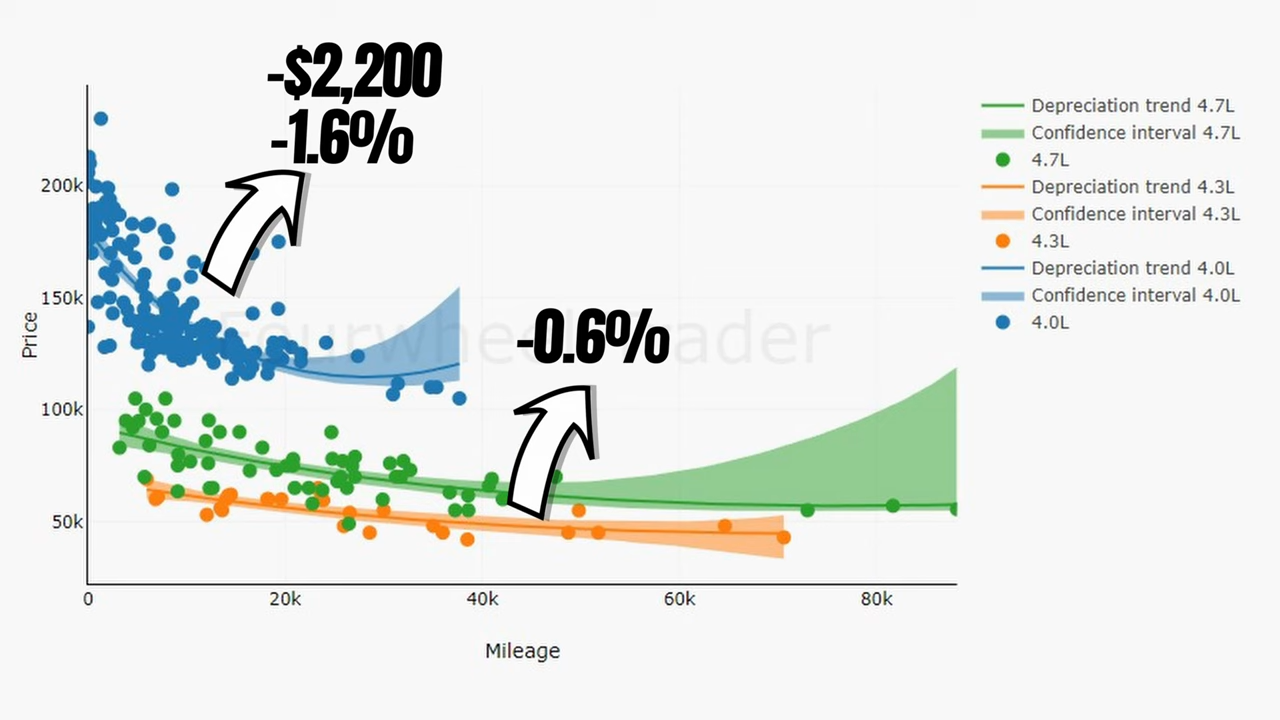 -$2,200
-1.6%
-0.6%
Price
200k
150k
100k
50k
0
20k
40k
60k
80k
Mileage
Depreciation trend 4.7L
Confidence interval 4.7L
4.7L
Depreciation trend 4.3L
Confidence interval 4.3L
4.3L
Depreciation trend 4.0L
Confidence interval 4.0L
4.0L